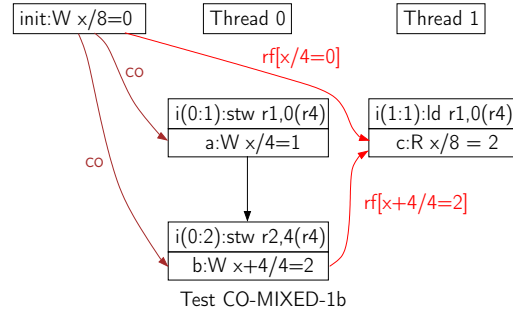 init:W x/8=0
Thread 0
Thread 1
rf[x/4=0]
co
i(0:1):stw r1,0(r4)
a:W x/4=1
i(1:1):ld r1,0(r4)
c:R x/8 = 2
co
rf[x+4/4=2]
i(0:2):stw r2,4(r4)
b:W x+4/4=2
Test CO-MIXED-1b